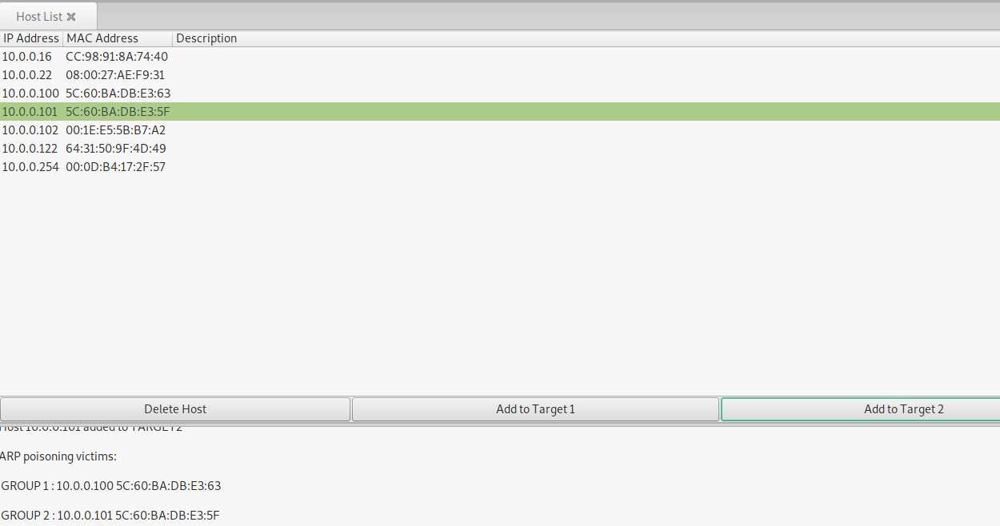 Host List
IP Address MAC Address Description
10.0.0.16 CC:98:91:8A:74:40
10.0.0.22 08:00:27:AE:F9:31
10.0.0.100 5C:60:BA:DB:E3:63
10.0.0.101 5C:60:BA:DB:E3:5F
10.0.0.102 00:1E:E5:5B:B7:A2
10.0.0.122 64:31:50:9F:4D:49
10.0.0.254 00:0D:B4:17:2F:57
Delete Host Add to Target 1 Add to Target 2
Host 10.0.0.101 added to TARGET2
ARP poisoning victims:
GROUP 1 : 10.0.0.100 5C:60:BA:DB:E3:63
GROUP 2 : 10.0.0.101 5C:60:BA:DB:E3:5F